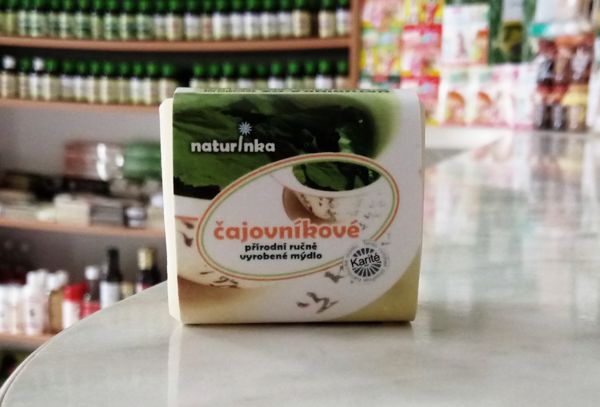 naturinka
čajovníkové
přírodní ručně
vyrobené mýdlo
Karité